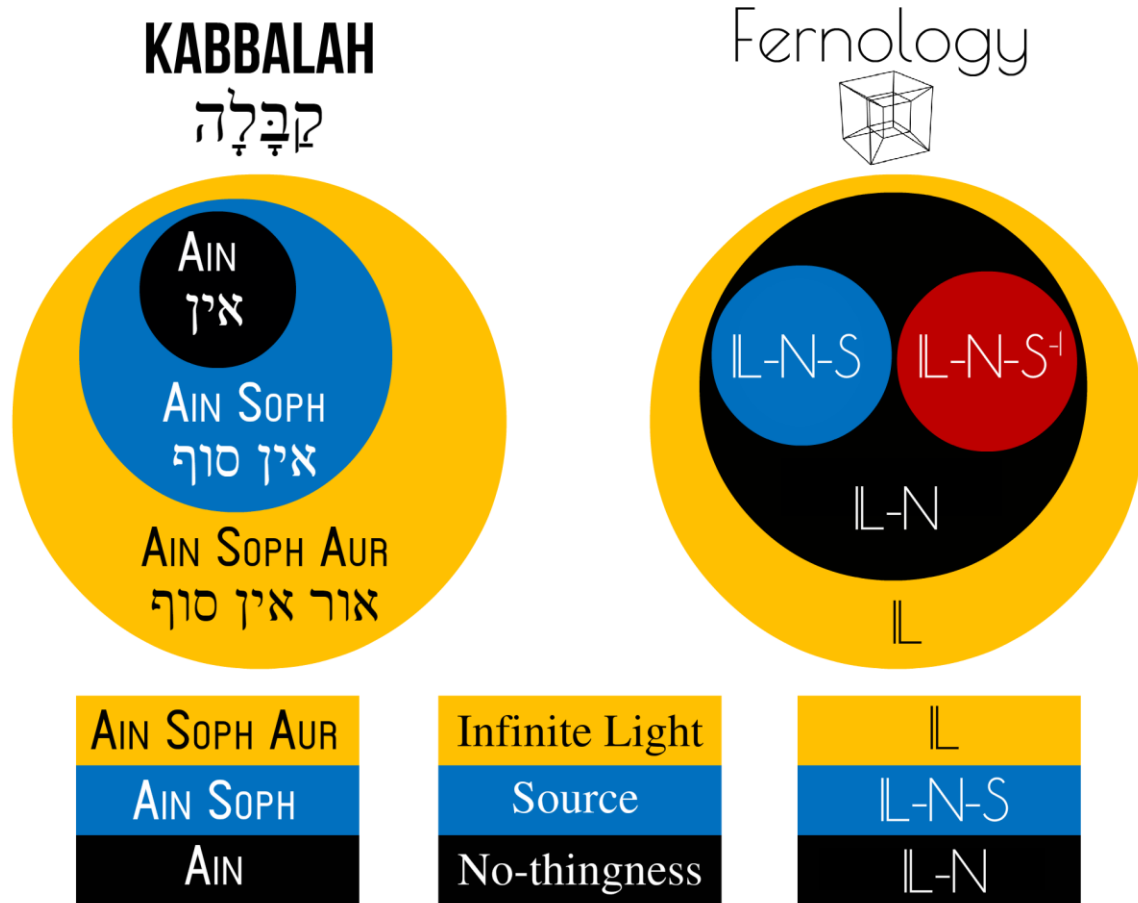 KABBALAH
קַבָּלָה
AIN
אין
AIN SOPH
אין סוף
AIN SOPH AUR
אור אין סוף
Fernology
𝕃-N-S
𝕃-N-S⁻¹
𝕃-N
𝕃
AIN SOPH AUR
AIN SOPH
AIN
Infinite Light
Source
No-thingness
𝕃
𝕃-N-S
𝕃-N